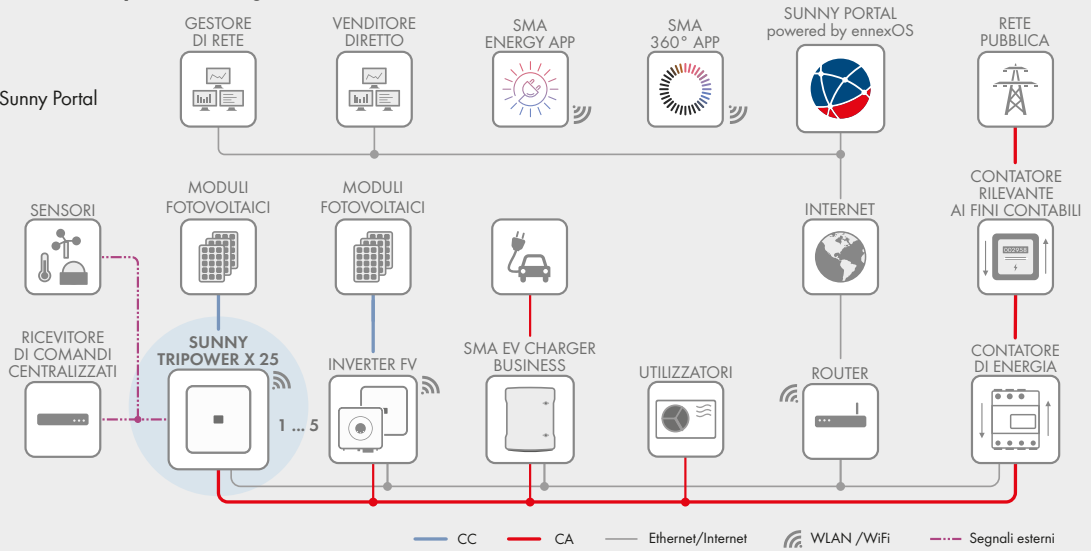 GESTORE
DI RETE
VENDITORE
DIRETTO
SMA
ENERGY APP
SMA
360° APP
SUNNY PORTAL
powered by ennexOS
RETE
PUBBLICA
Sunny Portal
SENSORI
MODULI
FOTOVOLTAICI
MODULI
FOTOVOLTAICI
INTERNET
CONTATORE
RILEVANTE
AI FINI CONTABILI
RICEVITORE
DI COMANDI
CENTRALIZZATI
SUNNY
TRIPOWER X 25
1 ... 5
INVERTER FV
SMA EV CHARGER
BUSINESS
UTILIZZATORI
ROUTER
CONTATORE
DI ENERGIA
CC
CA
Ethernet/Internet
WLAN /WiFi
Segnali esterni